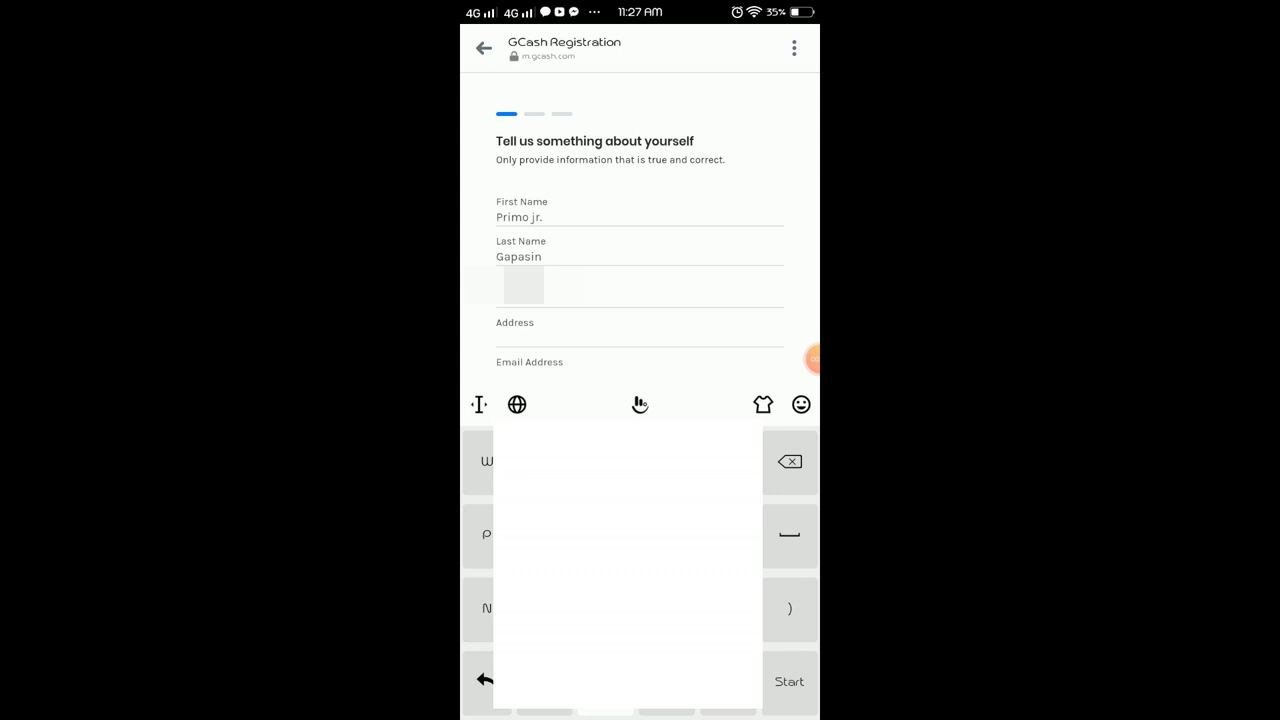 4G 4G 11:27 AM 35%
GCash Registration
m.gcash.com
Tell us something about yourself
Only provide information that is true and correct.
First Name
Primo jr.
Last Name
Gapasin
Address
Email Address
W
P
N )
Start